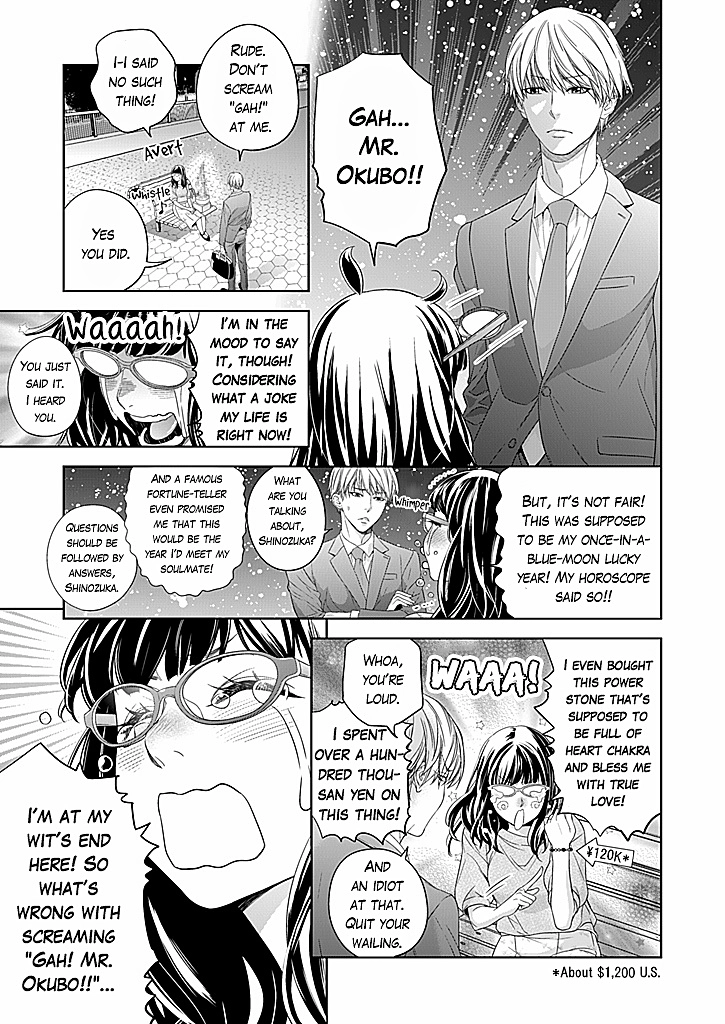 GAH...
MR.
OKUBO!!
RUDE.
DON'T
SCREAM
"GAH!"
AT ME.
I-I SAID
NO SUCH
THING!
Avert
Whistle
YES
YOU DID.
I'M IN THE
MOOD TO SAY
IT, THOUGH!
CONSIDERING
WHAT A JOKE
MY LIFE IS
RIGHT NOW!
Waaaah!
YOU JUST
SAID IT.
I HEARD
YOU.
BUT, IT'S NOT FAIR!
THIS WAS SUPPOSED
TO BE MY ONCE-IN-A-
BLUE-MOON LUCKY
YEAR! MY HOROSCOPE
SAID SO!!
Whimper
WHAT
ARE YOU
TALKING
ABOUT,
SHINOZUKA?
AND A FAMOUS
FORTUNE-TELLER
EVEN PROMISED
ME THAT THIS
WOULD BE THE
YEAR I'D MEET MY
SOULMATE!
QUESTIONS
SHOULD BE
FOLLOWED BY
ANSWERS,
SHINOZUKA.
I EVEN BOUGHT
THIS POWER
STONE THAT'S
SUPPOSED TO
BE FULL OF
HEART CHAKRA
AND BLESS ME
WITH TRUE
LOVE!
WAAA!
WHOA,
YOU'RE
LOUD.
I SPENT
OVER A HUN-
DRED THOU-
SAN YEN ON
THIS THING!
¥120K*
AND
AN IDIOT
AT THAT.
QUIT YOUR
WAILING.
*About $1,200 U.S.
I'M AT MY
WIT'S END
HERE! SO
WHAT'S
WRONG WITH
SCREAMING
"GAH! MR.
OKUBO!!"...